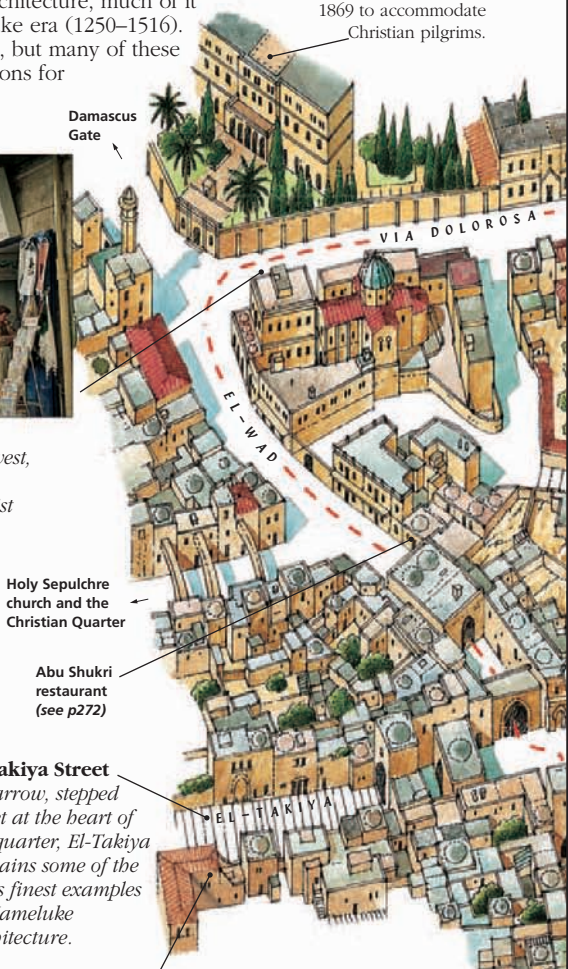 chitecture, much of it
ke era (1250–1516).
, but many of these
ons for
1869 to accommodate
Christian pilgrims.
Damascus
Gate
VIA DOLOROSA
EL-WAD
vest,
st
Holy Sepulchre
church and the
Christian Quarter
Abu Shukri
restaurant
(see p272)
akiya Street
arrow, stepped
t at the heart of
quarter, El-Takiya
ains some of the
s finest examples
ameluke
itecture.
EL-TAKIYA